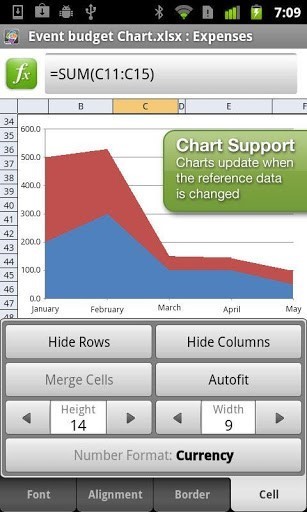 7:09
Event budget Chart.xlsx : Expenses
fx
=SUM(C11:C15)
B C D E F
34
35
36
37
38
39
40
41
42
43
44
45
46
47
48
600.0
500.0
400.0
300.0
200.0
100.0
0.0
January February March April May
Chart Support
Charts update when
the reference data
is changed
Hide Rows Hide Columns
Merge Cells Autofit
Height Width
14 9
Number Format: Currency
Font Alignment Border Cell